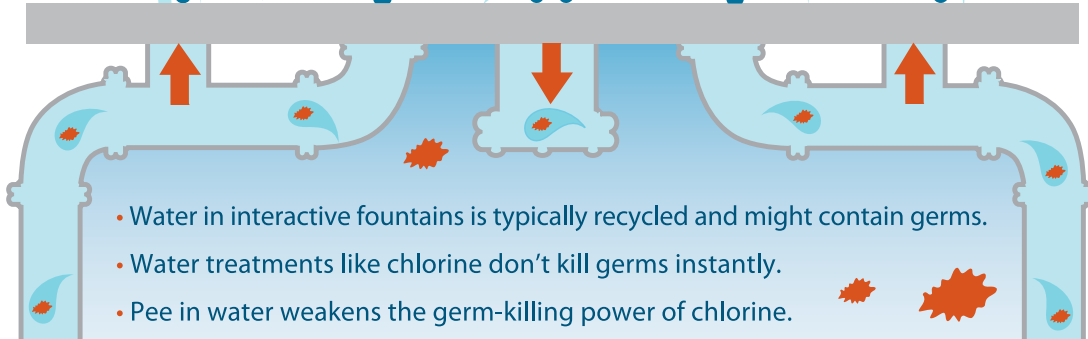 • Water in interactive fountains is typically recycled and might contain germs.
• Water treatments like chlorine don’t kill germs instantly.
• Pee in water weakens the germ-killing power of chlorine.